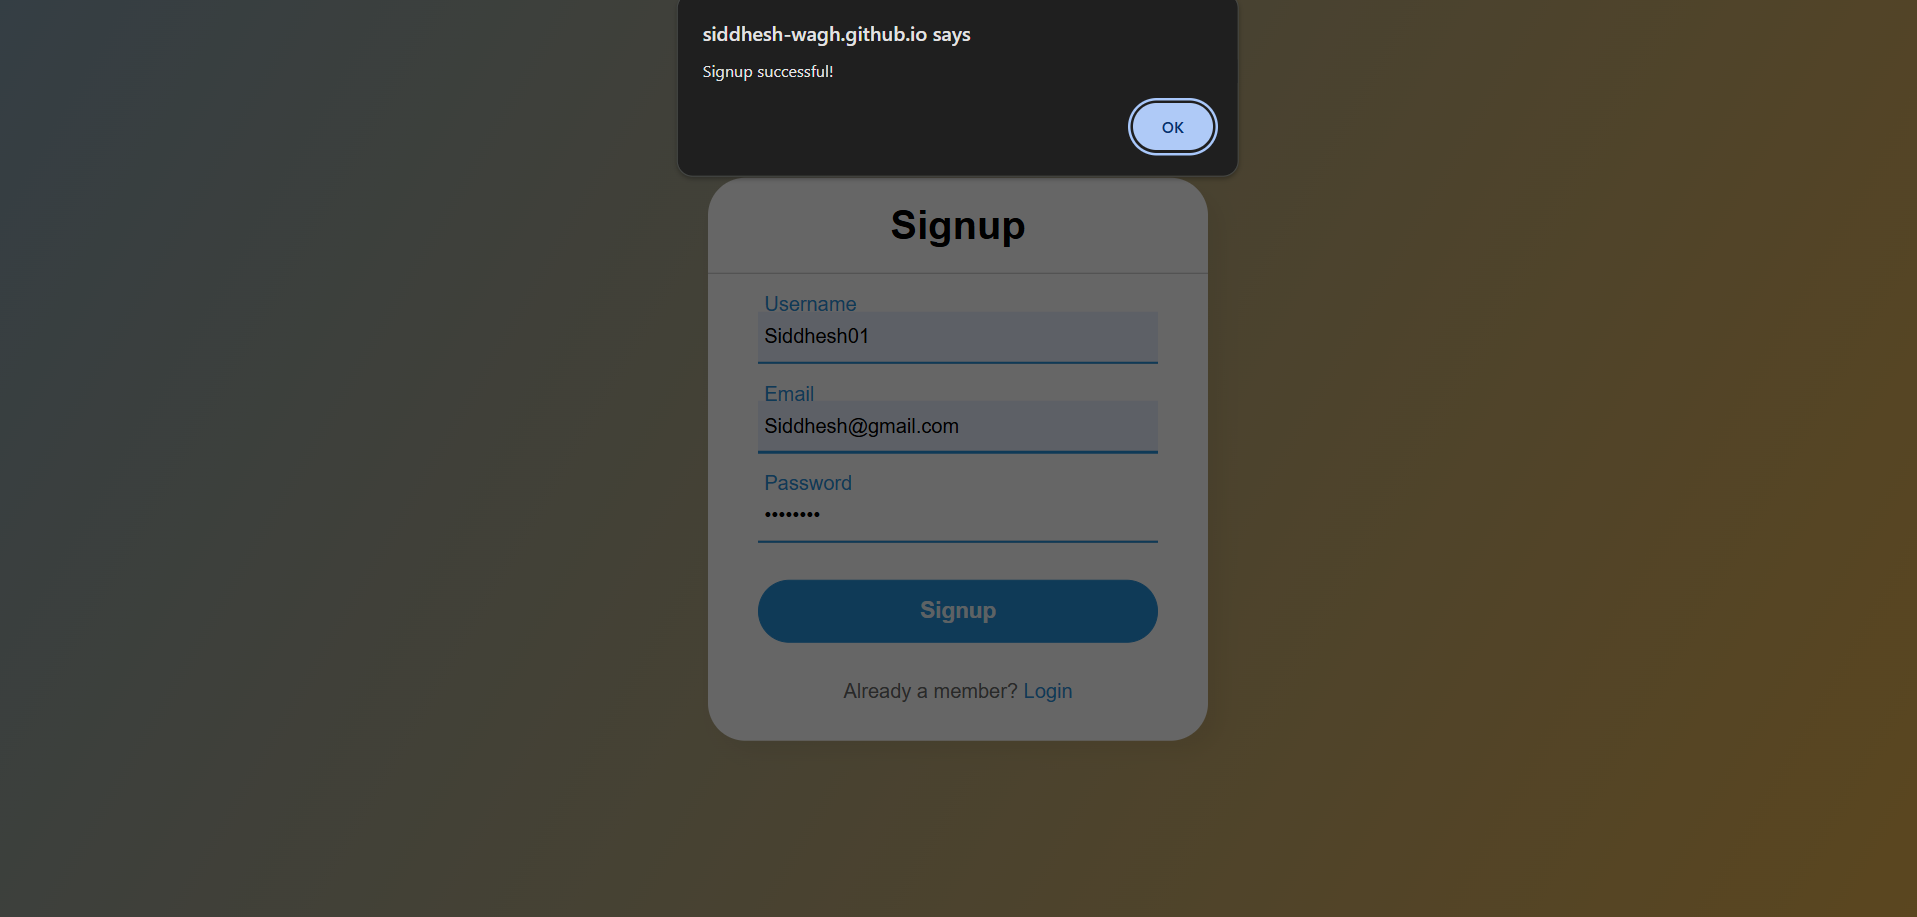 siddhesh-wagh.github.io says
Signup successful!
OK
Signup
Username
Siddhesh01
Email
Siddhesh@gmail.com
Password
••••••••
Signup
Already a member? Login